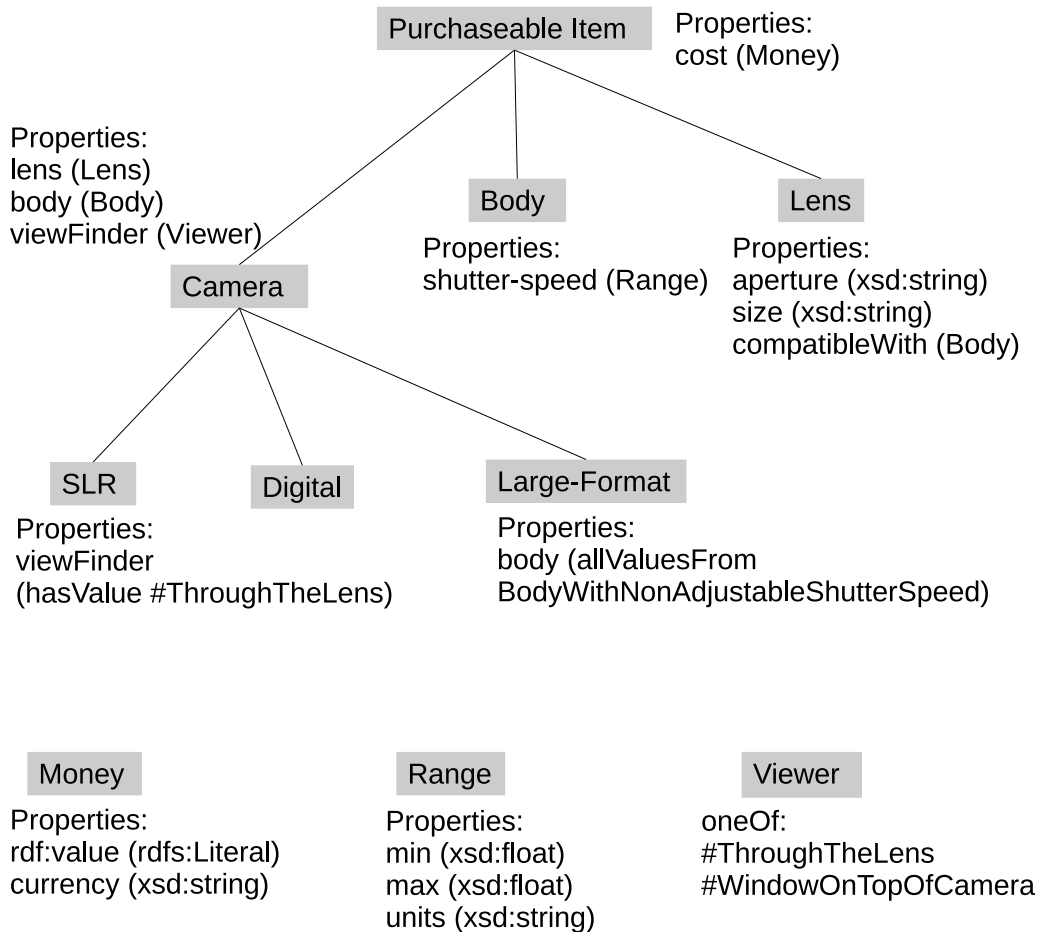 Purchaseable Item
Properties:
cost (Money)
Properties:
lens (Lens)
body (Body)
viewFinder (Viewer)
Body
Properties:
shutter-speed (Range)
Lens
Properties:
aperture (xsd:string)
size (xsd:string)
compatibleWith (Body)
Camera
SLR
Properties:
viewFinder
(hasValue #ThroughTheLens)
Digital
Large-Format
Properties:
body (allValuesFrom
BodyWithNonAdjustableShutterSpeed)
Money
Properties:
rdf:value (rdfs:Literal)
currency (xsd:string)
Range
Properties:
min (xsd:float)
max (xsd:float)
units (xsd:string)
Viewer
oneOf:
#ThroughTheLens
#WindowOnTopOfCamera